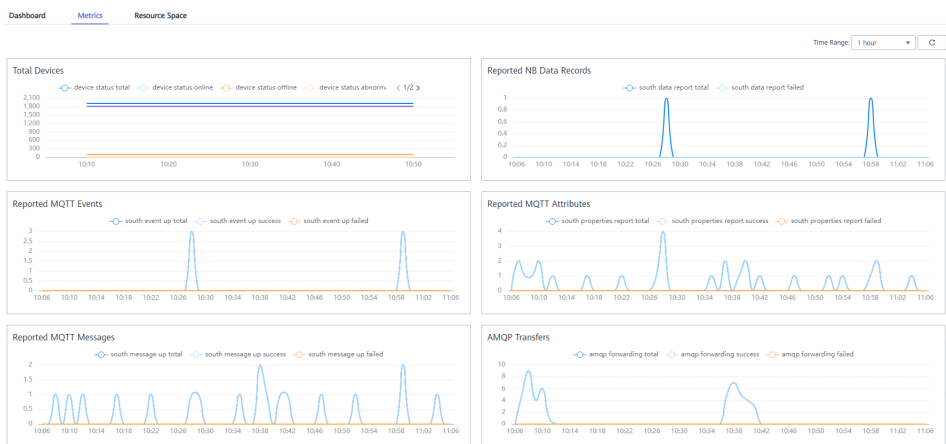 Dashboard Metrics Resource Space
Time Range: 1 hour
Total Devices
device status total device status online device status offline device status abnorm. 1/2
2,100
1,800
1,500
1,200
900
600
300
0
10:10 10:20 10:30 10:40 10:50
Reported NB Data Records
south data report total south data report failed
1
0.8
0.6
0.4
0.2
0
10:06 10:10 10:14 10:18 10:22 10:26 10:30 10:34 10:38 10:42 10:46 10:50 10:54 10:58 11:02 11:06
Reported MQTT Events
south event up total south event up success south event up failed
3
2.5
2
1.5
1
0.5
0
10:06 10:10 10:14 10:18 10:22 10:26 10:30 10:34 10:38 10:42 10:46 10:50 10:54 10:58 11:02 11:06
Reported MQTT Attributes
south properties report total south properties report success south properties report failed
4
3
2
1
0
10:06 10:10 10:14 10:18 10:22 10:26 10:30 10:34 10:38 10:42 10:46 10:50 10:54 10:58 11:02 11:06
Reported MQTT Messages
south message up total south message up success south message up failed
2
1.5
1
0.5
0
10:06 10:10 10:14 10:18 10:22 10:26 10:30 10:34 10:38 10:42 10:46 10:50 10:54 10:58 11:02 11:06
AMQP Transfers
amqp forwarding total amqp forwarding success amqp forwarding failed
10
8
6
4
2
0
10:06 10:10 10:14 10:18 10:22 10:26 10:30 10:34 10:38 10:42 10:46 10:50 10:54 10:58 11:02 11:06